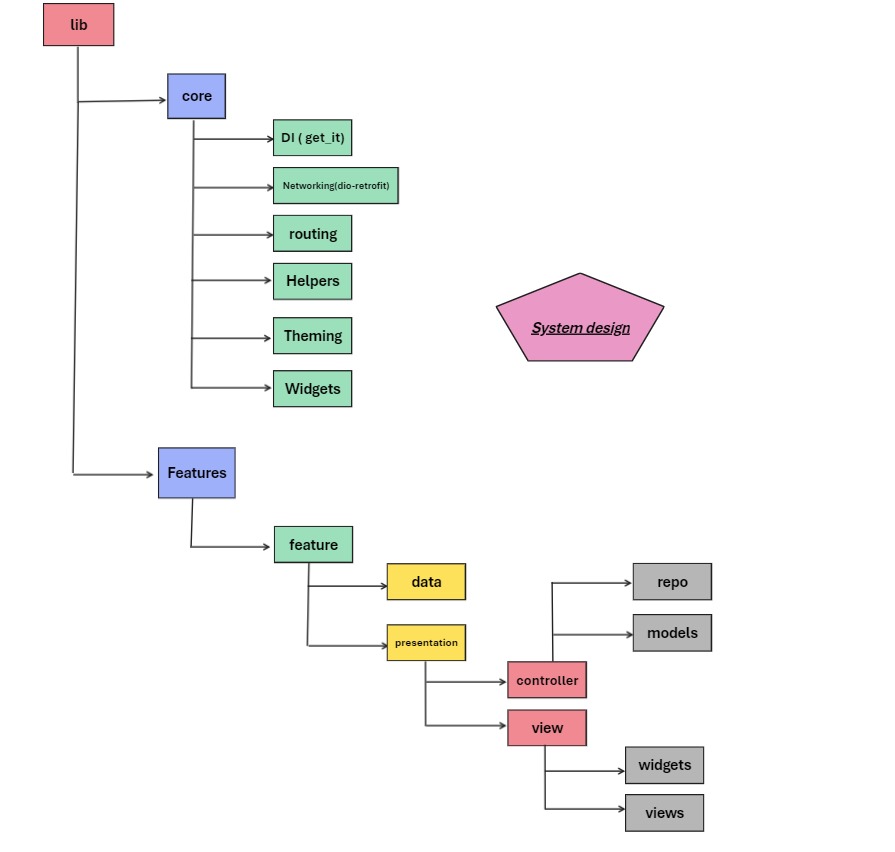 lib
core
DI ( get_it)
Networking(dio-retrofit)
routing
Helpers
System design
Theming
Widgets
Features
feature
data
repo
models
presentation
controller
view
widgets
views